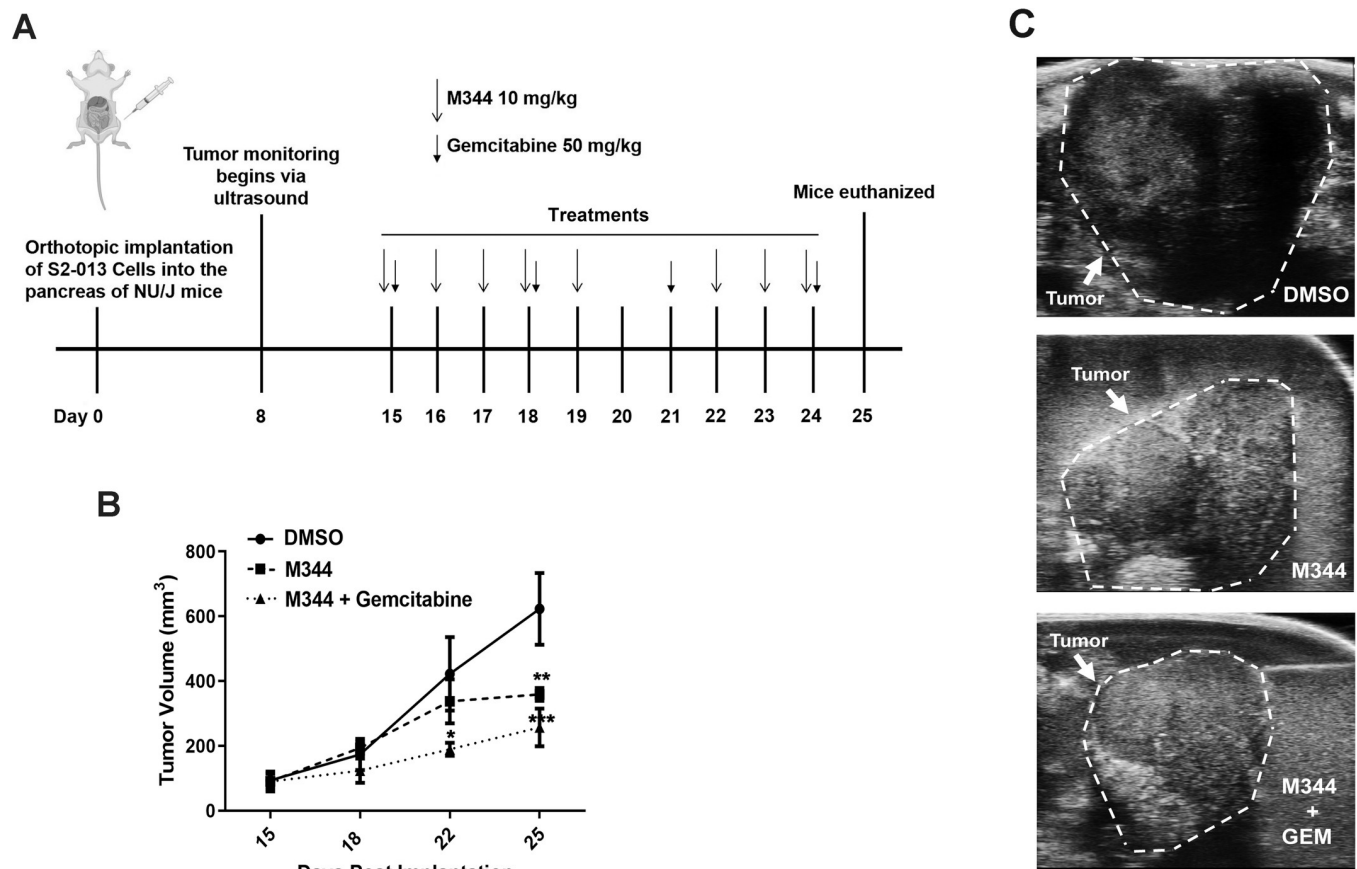 A
M344 10 mg/kg
Gemcitabine 50 mg/kg
Tumor monitoring
begins via
ultrasound
Orthotopic implantation
of S2-013 Cells into the
pancreas of NU/J mice
Treatments
Mice euthanized
Day 0
8
15
16
17
18
19
20
21
22
23
24
25
B
DMSO
M344
M344 + Gemcitabine
Tumor Volume (mm³)
800
600
400
200
0
*
**
***
15
18
22
25
Days Post Implantation
C
Tumor
DMSO
Tumor
M344
Tumor
M344
+
GEM